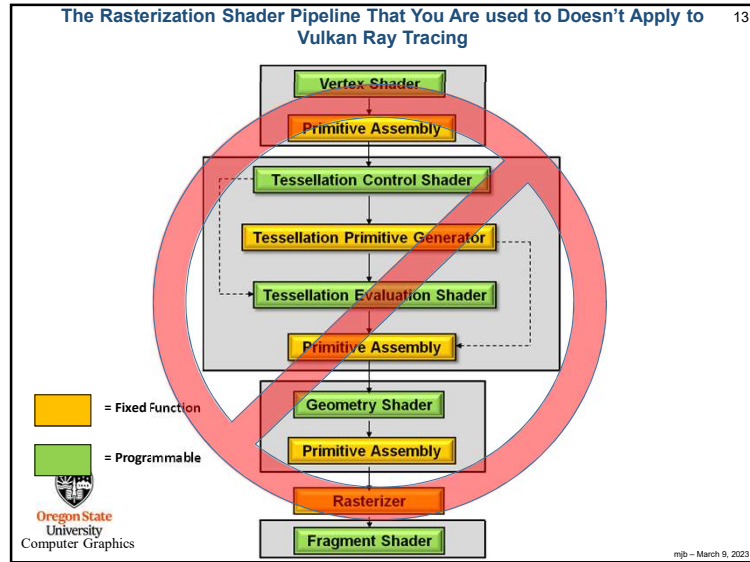 The Rasterization Shader Pipeline That You Are used to Doesn't Apply to
Vulkan Ray Tracing
13
Vertex Shader
Primitive Assembly
Tessellation Control Shader
Tessellation Primitive Generator
Tessellation Evaluation Shader
Primitive Assembly
= Fixed Function
Geometry Shader
= Programmable
Primitive Assembly
Rasterizer
Fragment Shader
Oregon State
University
Computer Graphics
mjb – March 9, 2023